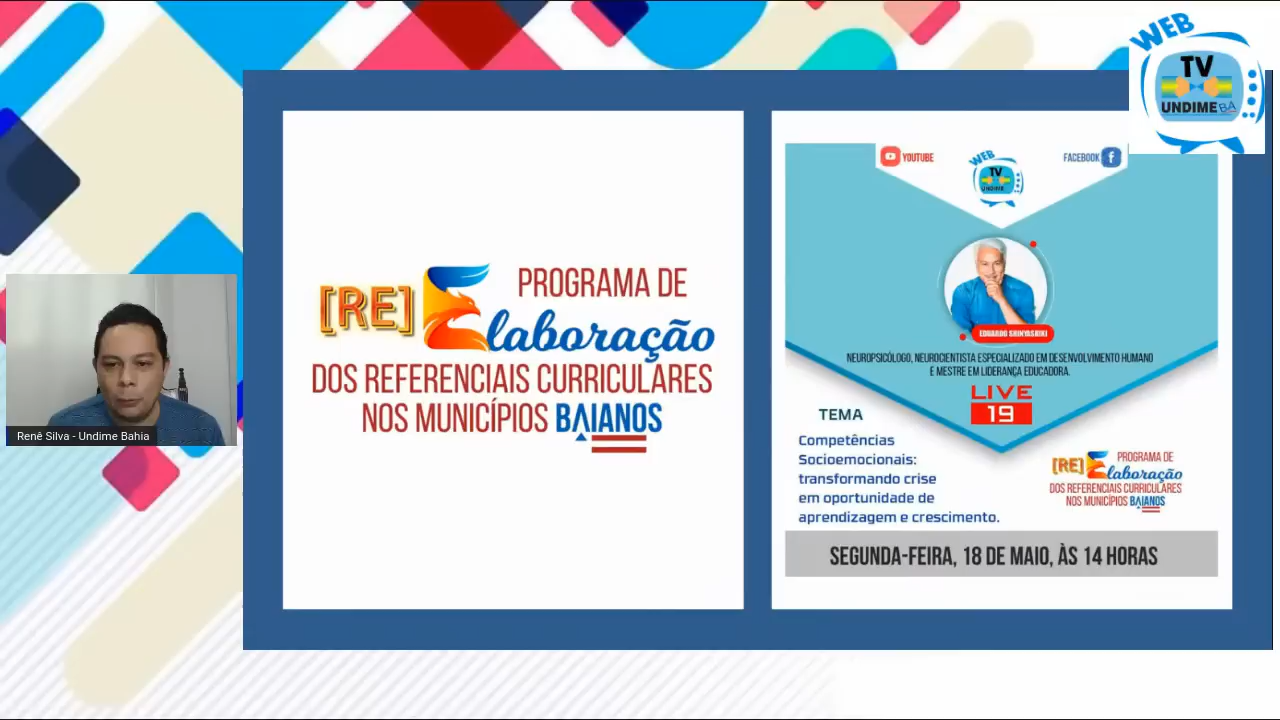 WEB
TV
UNDIME BA
Renê Silva - Undime Bahia
[RE] Elaboração
PROGRAMA DE
DOS REFERENCIAIS CURRICULARES
NOS MUNICÍPIOS BAIANOS
YOUTUBE
WEB
TV
UNDIME
FACEBOOK
EDUARDO SHINYASHIKI
NEUROPSICÓLOGO, NEUROCIENTISTA ESPECIALIZADO EM DESENVOLVIMENTO HUMANO
E MESTRE EM LIDERANÇA EDUCADORA.
LIVE
19
TEMA
Competências
Socioemocionais:
transformando crise
em oportunidade de
aprendizagem e crescimento.
PROGRAMA DE
[RE] Elaboração
DOS REFERENCIAIS CURRICULARES
NOS MUNICÍPIOS BAIANOS
SEGUNDA-FEIRA, 18 DE MAIO, ÀS 14 HORAS